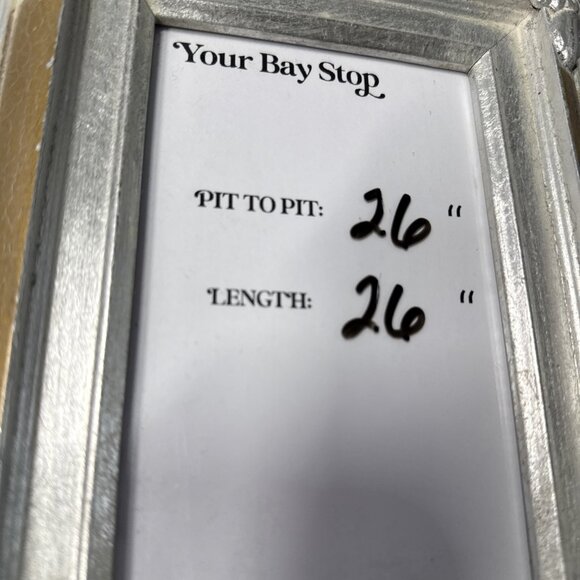 Your Bay Stop
PIT TO PIT: 26 "
LENGTH: 26 "